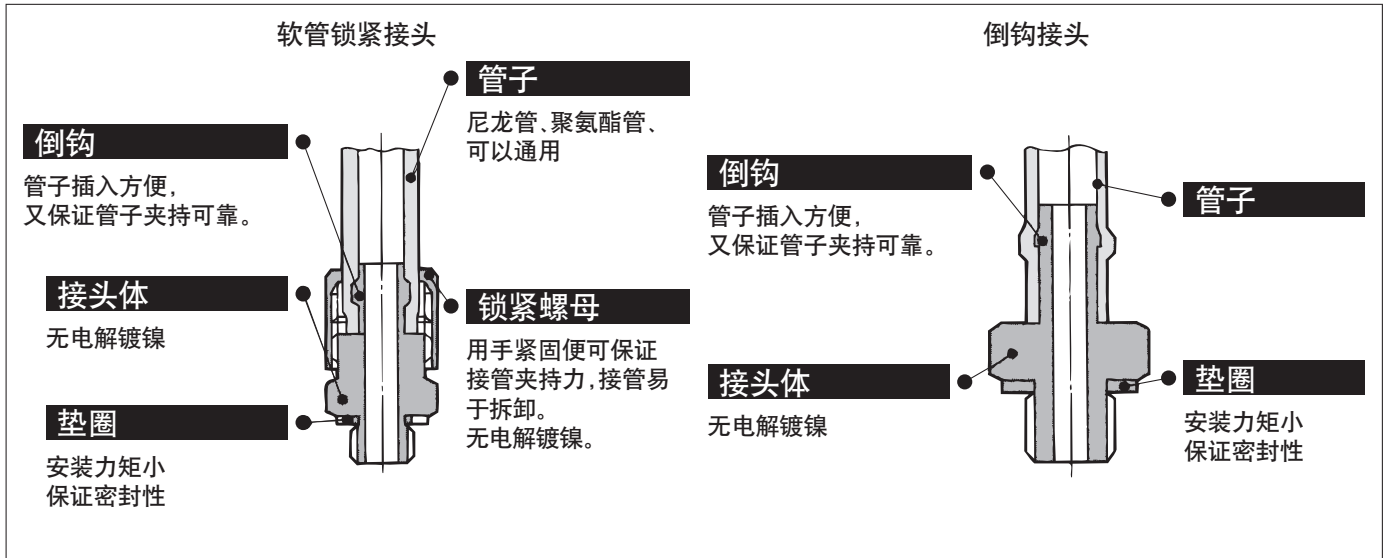 软管锁紧接头
管子
尼龙管、聚氨酯管、
可以通用
倒钩
管子插入方便，
又保证管子夹持可靠。
接头体
无电解镀镍
锁紧螺母
用手紧固便可保证
接管夹持力，接管易
于拆卸。
无电解镀镍。
垫圈
安装力矩小
保证密封性
倒钩接头
倒钩
管子插入方便，
又保证管子夹持可靠。
管子
接头体
无电解镀镍
垫圈
安装力矩小
保证密封性